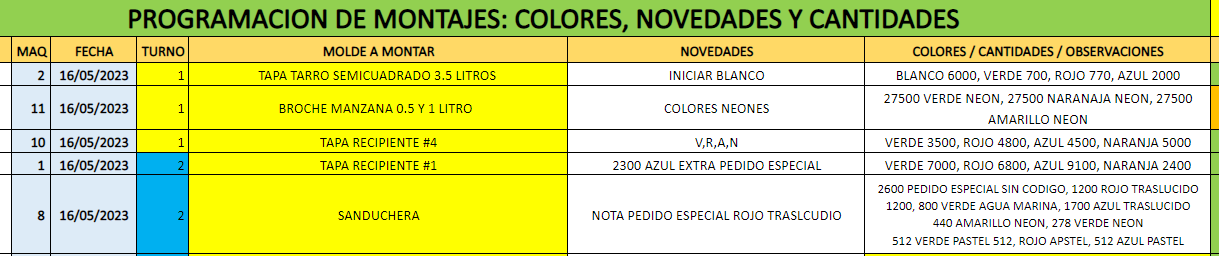 PROGRAMACION DE MONTAJES: COLORES, NOVEDADES Y CANTIDADES
MAQ FECHA TURNO MOLDE A MONTAR NOVEDADES COLORES / CANTIDADES / OBSERVACIONES
2 16/05/2023 1 TAPA TARRO SEMICUADRADO 3.5 LITROS INICIAR BLANCO BLANCO 6000, VERDE 700, ROJO 770, AZUL 2000
11 16/05/2023 1 BROCHE MANZANA 0.5 Y 1 LITRO COLORES NEONES 27500 VERDE NEON, 27500 NARANAJA NEON, 27500
AMARILLO NEON
10 16/05/2023 1 TAPA RECIPIENTE #4 V,R,A,N VERDE 3500, ROJO 4800, AZUL 4500, NARANJA 5000
1 16/05/2023 2 TAPA RECIPIENTE #1 2300 AZUL EXTRA PEDIDO ESPECIAL VERDE 7000, ROJO 6800, AZUL 9100, NARANJA 2400
8 16/05/2023 2 SANDUCHERA NOTA PEDIDO ESPECIAL ROJO TRASLCUDIO 2600 PEDIDO ESPECIAL SIN CODIGO, 1200 ROJO TRASLUCIDO
1200, 800 VERDE AGUA MARINA, 1700 AZUL TRASLUCIDO
440 AMARILLO NEON, 278 VERDE NEON
512 VERDE PASTEL 512, ROJO APSTEL, 512 AZUL PASTEL